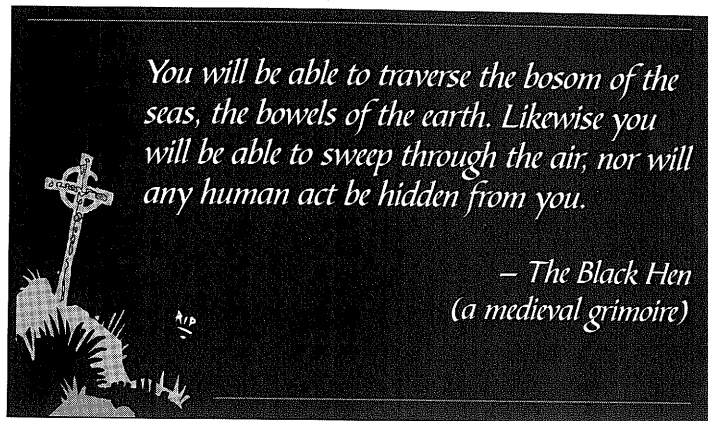 You will be able to traverse the bosom of the
seas, the bowels of the earth. Likewise you
will be able to sweep through the air, nor will
any human act be hidden from you.
– The Black Hen
(a medieval grimoire)
RIP